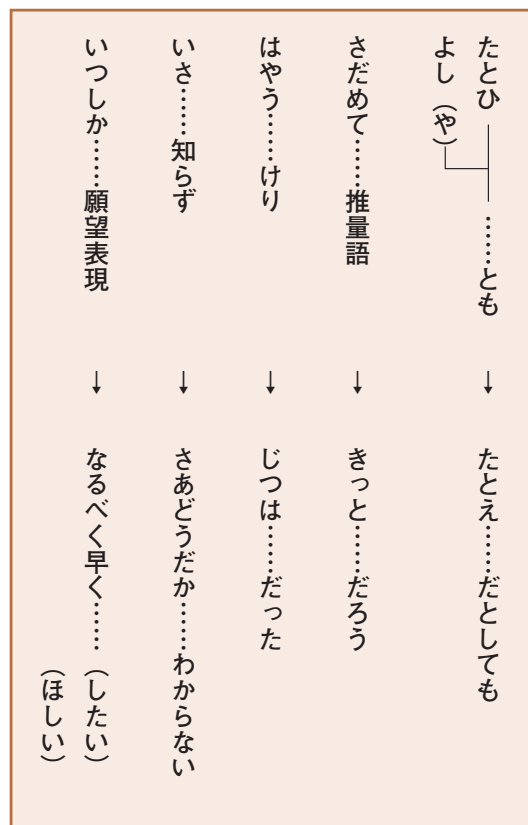 たとひ……とも → たとえ……だとしても
よし（や）
さだめて……推量語 → きっと……だろう
はやう……けり → じつは……だった
いさ……知らず → さあどうだか……わからない
いつしか……願望表現 → なるべく早く……（したい）
（ほしい）